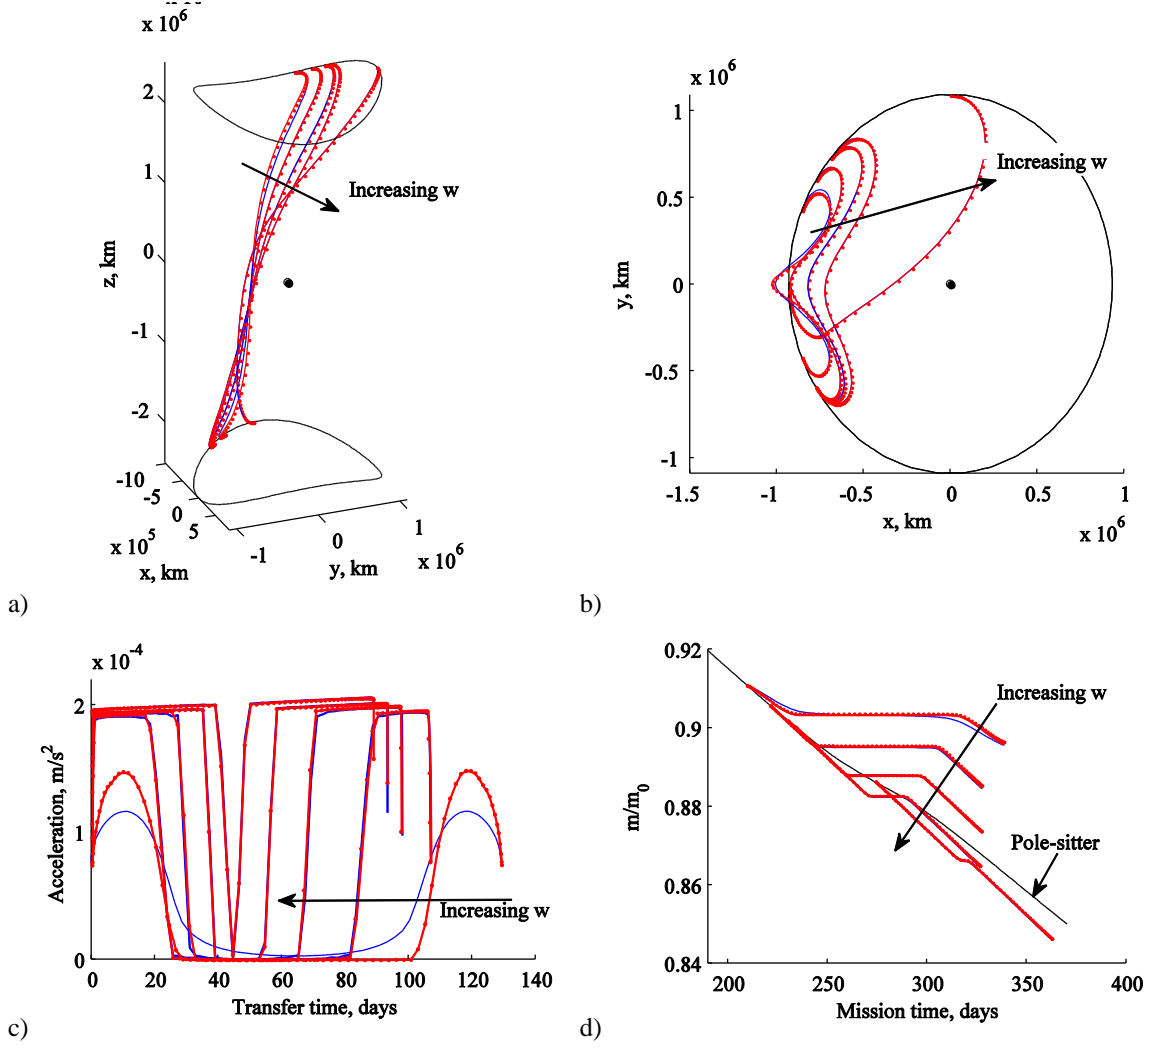 x 10^6
2
1
0
-1
-2
z, km
Increasing w
-10
-5
0
5
x 10^5
x, km
-1
0
1
y, km
x 10^6
a)
x 10^6
1
0.5
0
-0.5
-1
y, km
Increasing w
-1.5 -1 -0.5 0 0.5 1
x, km
x 10^6
b)
x 10^-4
2
1
0
Acceleration, m/s^2
Increasing w
0 20 40 60 80 100 120 140
Transfer time, days
c)
0.92
0.9
0.88
0.86
0.84
m/m_0
Increasing w
Pole-sitter
200 250 300 350 400
Mission time, days
d)